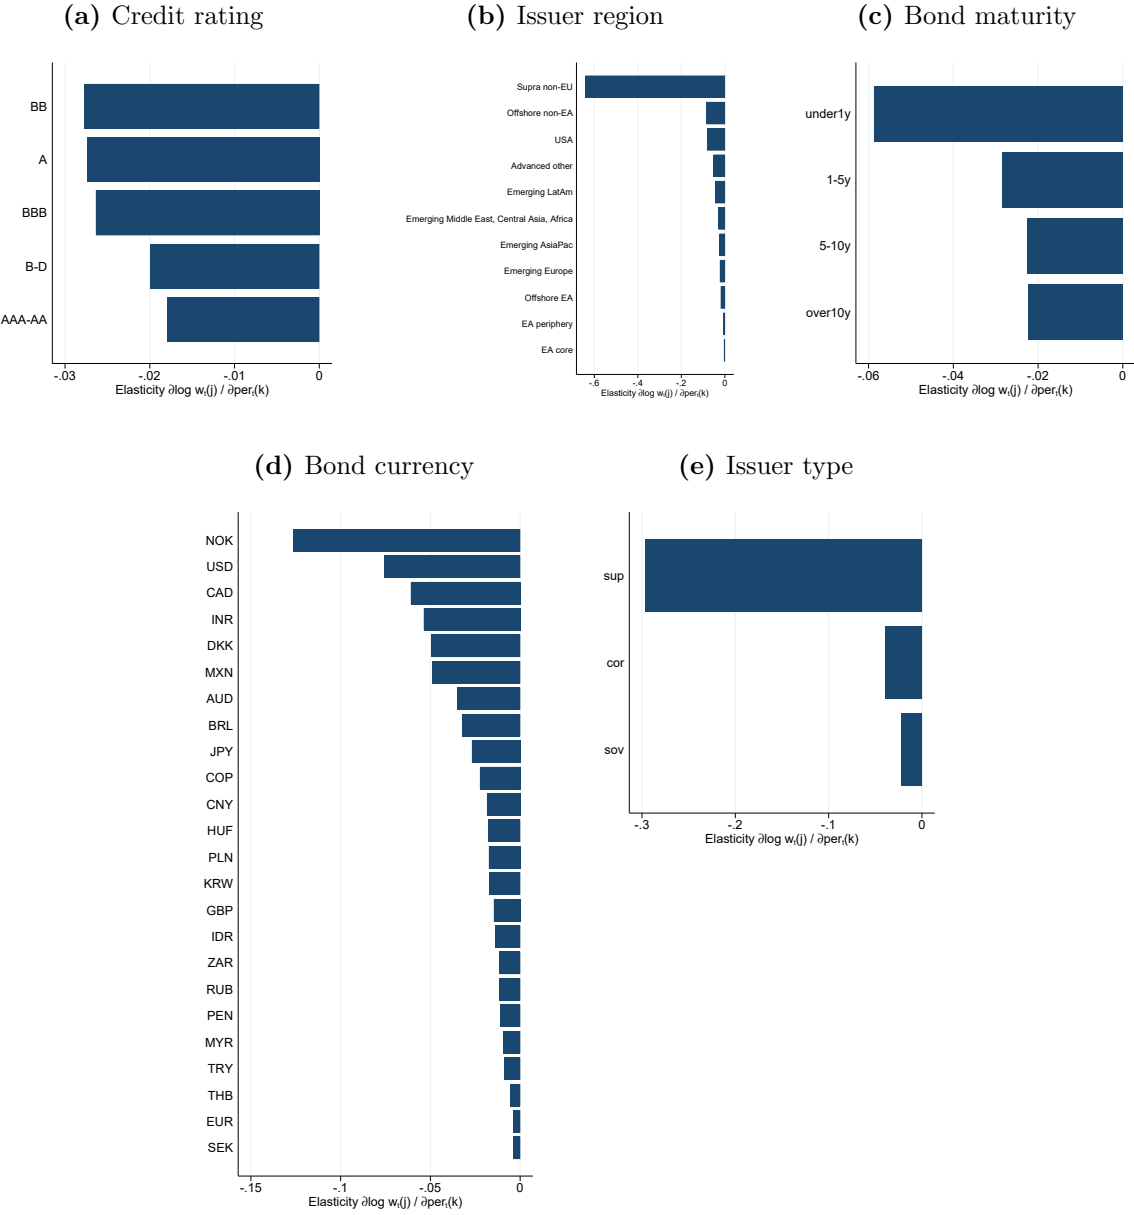 (a) Credit rating
BB
A
BBB
B-D
AAA-AA
-.03 -.02 -.01 0
Elasticity ∂log wₜ(j) / ∂perₜ(k)
(b) Issuer region
Supra non-EU
Offshore non-EA
USA
Advanced other
Emerging LatAm
Emerging Middle East, Central Asia, Africa
Emerging AsiaPac
Emerging Europe
Offshore EA
EA periphery
EA core
-.6 -.4 -.2 0
Elasticity ∂log wₜ(j) / ∂perₜ(k)
(c) Bond maturity
under1y
1-5y
5-10y
over10y
-.06 -.04 -.02 0
Elasticity ∂log wₜ(j) / ∂perₜ(k)
(d) Bond currency
NOK
USD
CAD
INR
DKK
MXN
AUD
BRL
JPY
COP
CNY
HUF
PLN
KRW
GBP
IDR
ZAR
RUB
PEN
MYR
TRY
THB
EUR
SEK
-.15 -.1 -.05 0
Elasticity ∂log wₜ(j) / ∂perₜ(k)
(e) Issuer type
sup
cor
sov
-.3 -.2 -.1 0
Elasticity ∂log wₜ(j) / ∂perₜ(k)